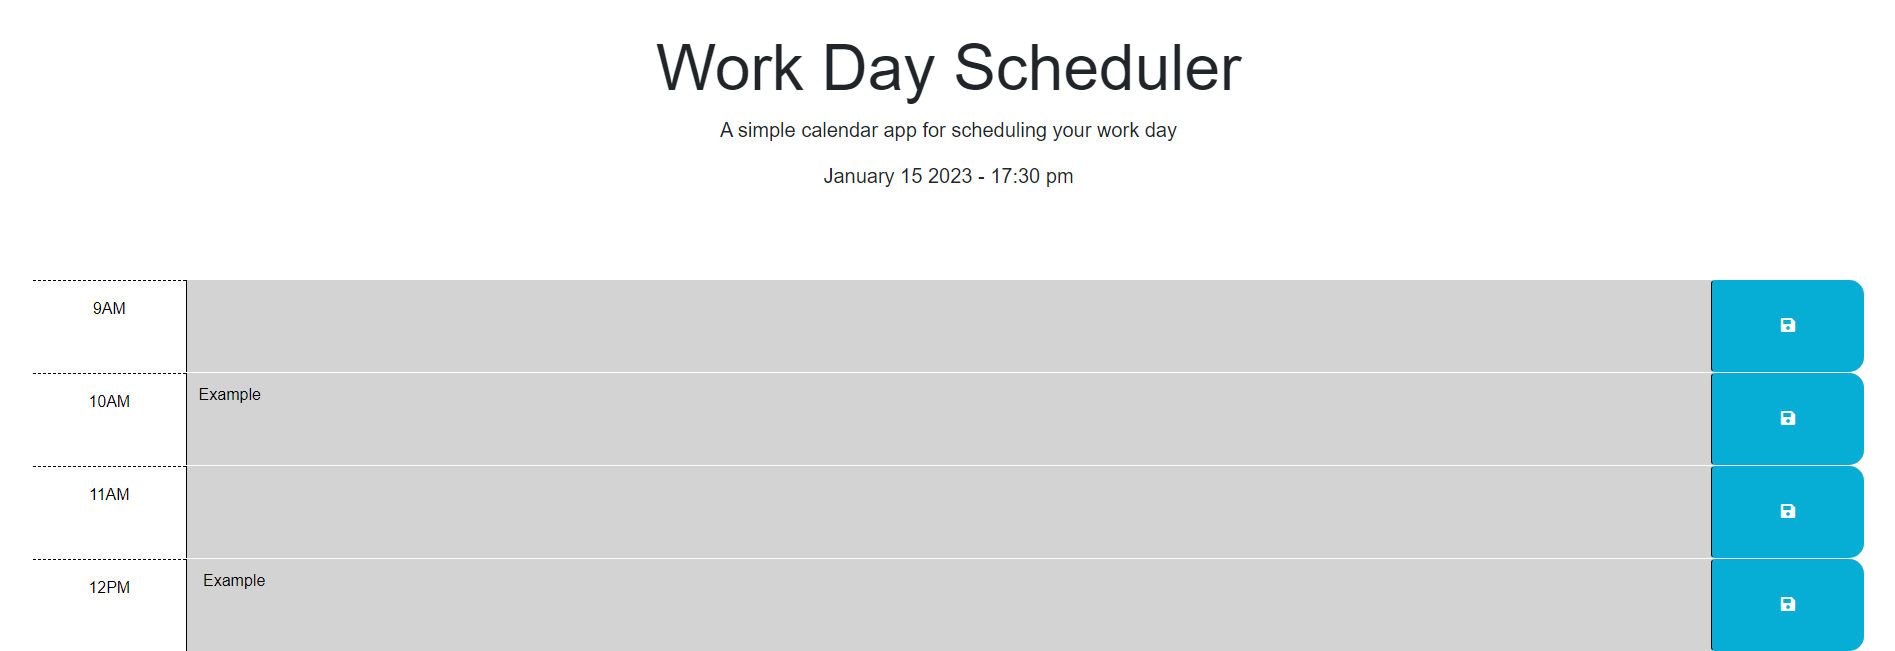 Work Day Scheduler
A simple calendar app for scheduling your work day
January 15 2023 - 17:30 pm
9AM
10AM
Example
11AM
12PM
Example